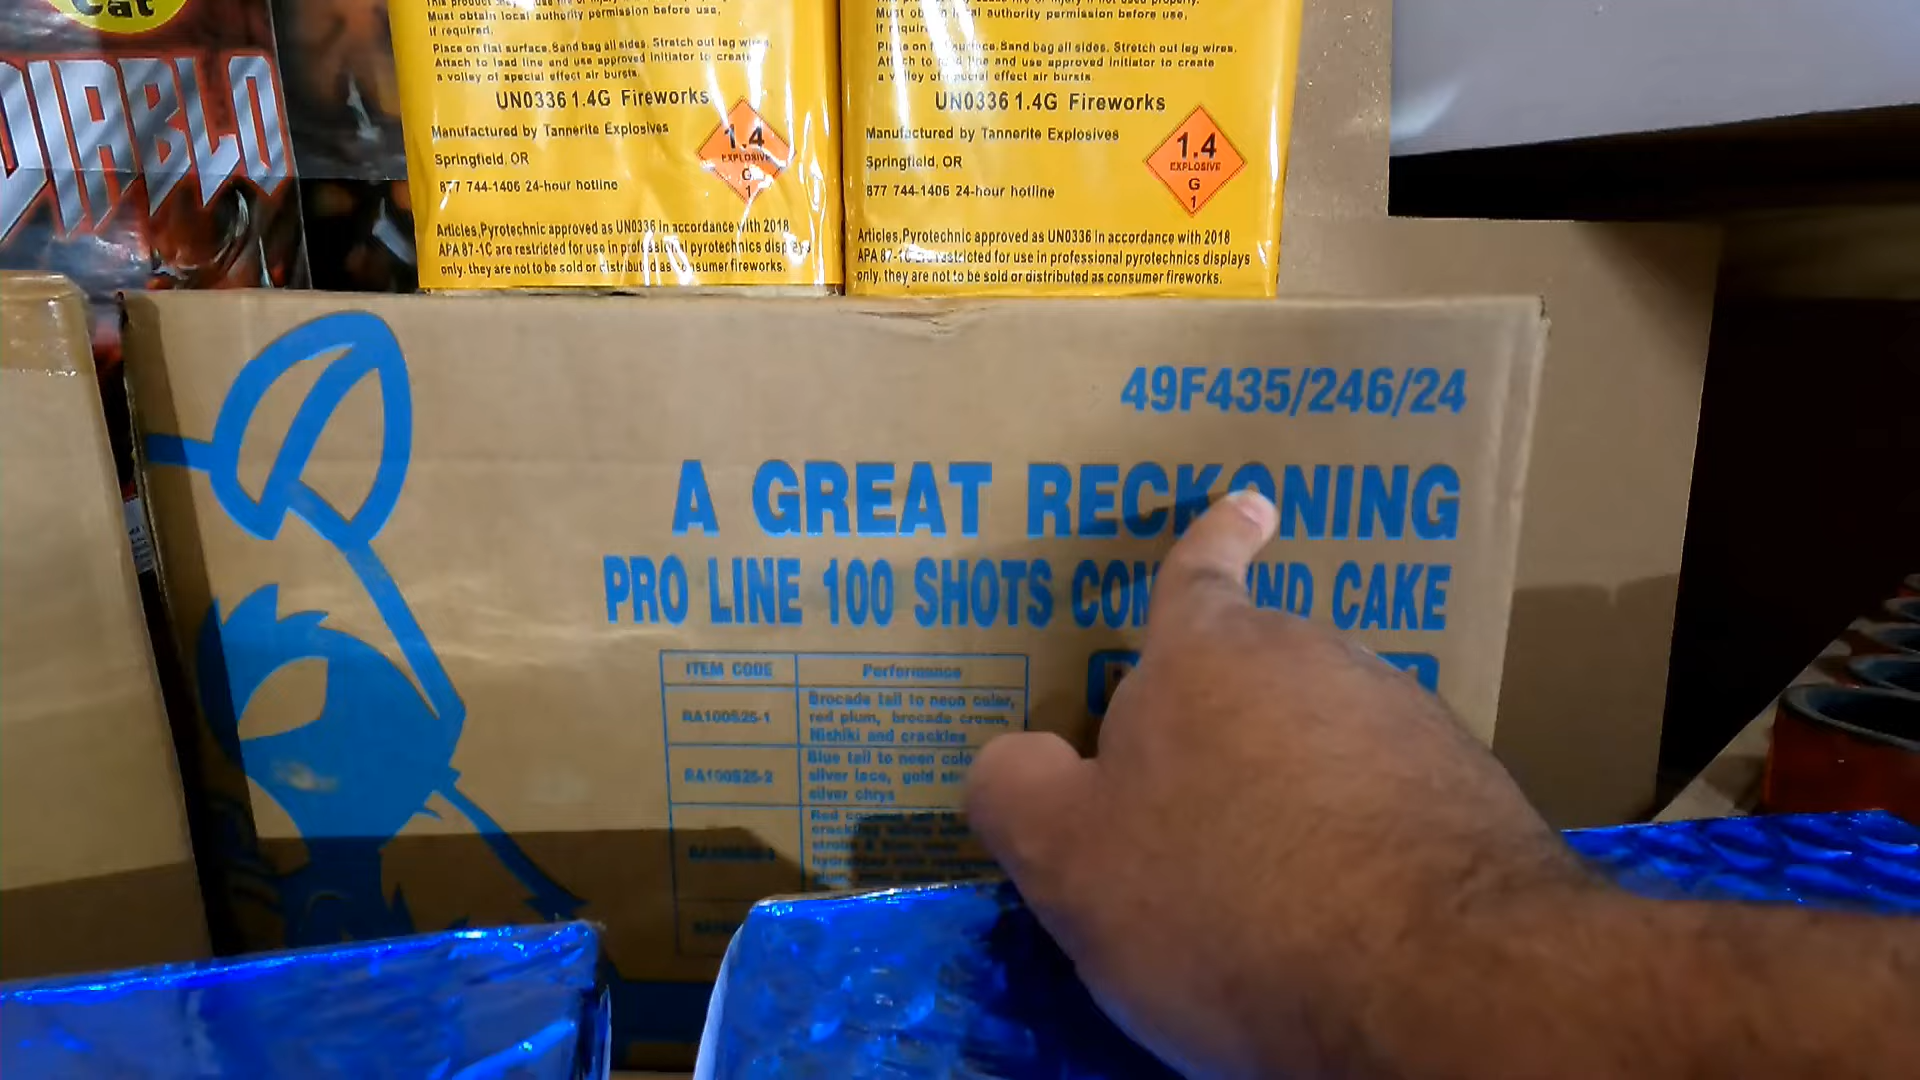 Cat
DIABLO
Must obtain local authority permission before use,
if required.
Place on flat surface. Sand bag all sides. Stretch out leg wires.
Attach to lead line and use approved initiator to create
a volley of special effect air bursts.
UN0336 1.4G Fireworks
Manufactured by Tannerite Explosives
Springfield, OR
877 744-1406 24-hour hotline
1.4
EXPLOSIVE
G
1
Articles, Pyrotechnic approved as UN0336 in accordance with 2018
APA 87-1C are restricted for use in professional pyrotechnics displays
only. they are not to be sold or distributed as consumer fireworks.
Must obtain local authority permission before use,
if required.
Place on flat surface. Sand bag all sides. Stretch out leg wires.
Attach to lead line and use approved initiator to create
a volley of special effect air bursts.
UN0336 1.4G Fireworks
Manufactured by Tannerite Explosives
Springfield, OR
877 744-1406 24-hour hotline
1.4
EXPLOSIVE
G
1
Articles, Pyrotechnic approved as UN0336 in accordance with 2018
APA 87-1C are restricted for use in professional pyrotechnics displays
only, they are not to be sold or distributed as consumer fireworks.
49F435/246/24
A GREAT RECKONING
PRO LINE 100 SHOTS COMPOUND CAKE
ITEM CODE Performance
RA100S25-1 Brocade tail to neon color,
red plum, brocade crown,
Nishiki and crackles
RA100S25-2 Blue tail to neon
silver lace, gold
silver chrys